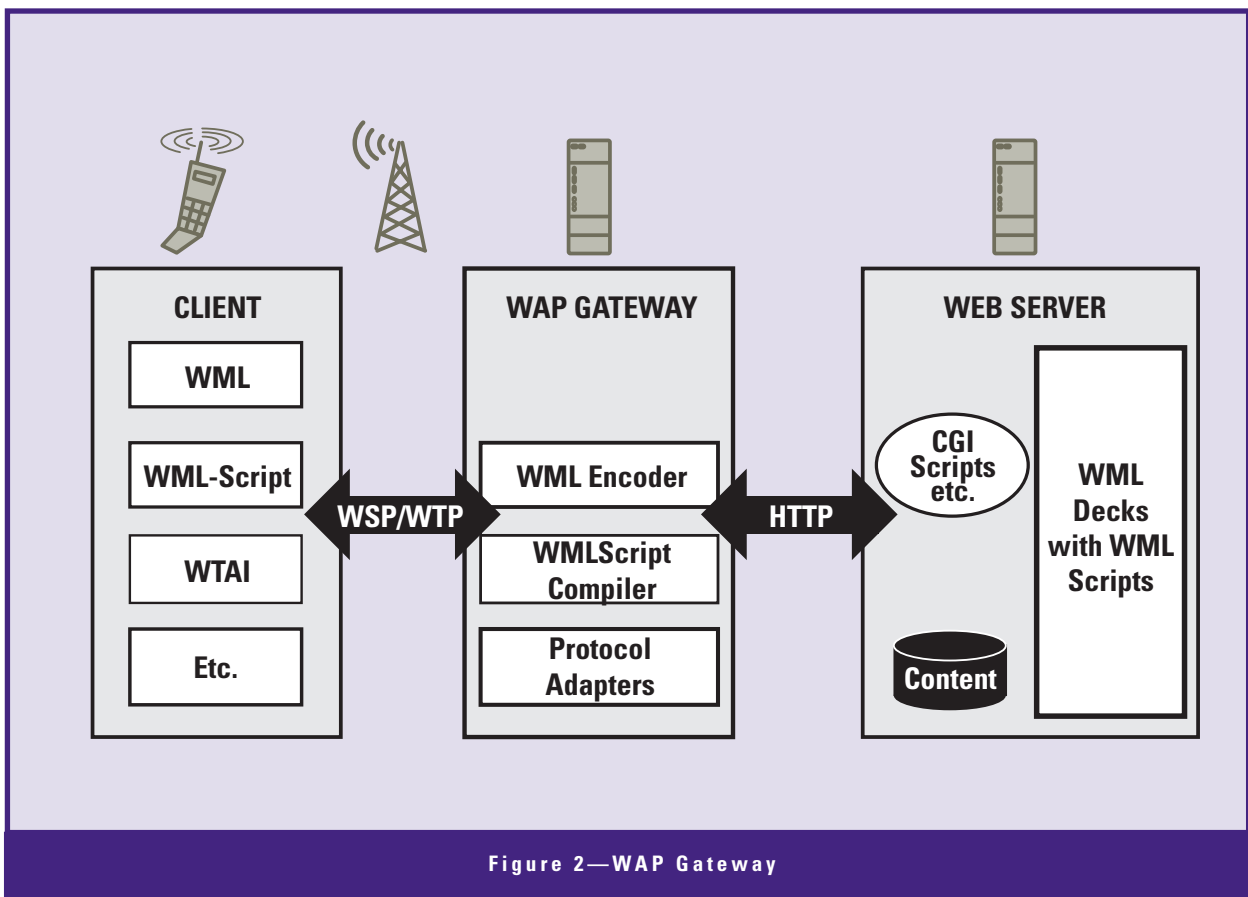 CLIENT
WML
WML-Script
WTAI
Etc.
WSP/WTP
WAP GATEWAY
WML Encoder
WMLScript
Compiler
Protocol
Adapters
HTTP
WEB SERVER
CGI
Scripts
etc.
Content
WML
Decks
with WML
Scripts
Figure 2—WAP Gateway